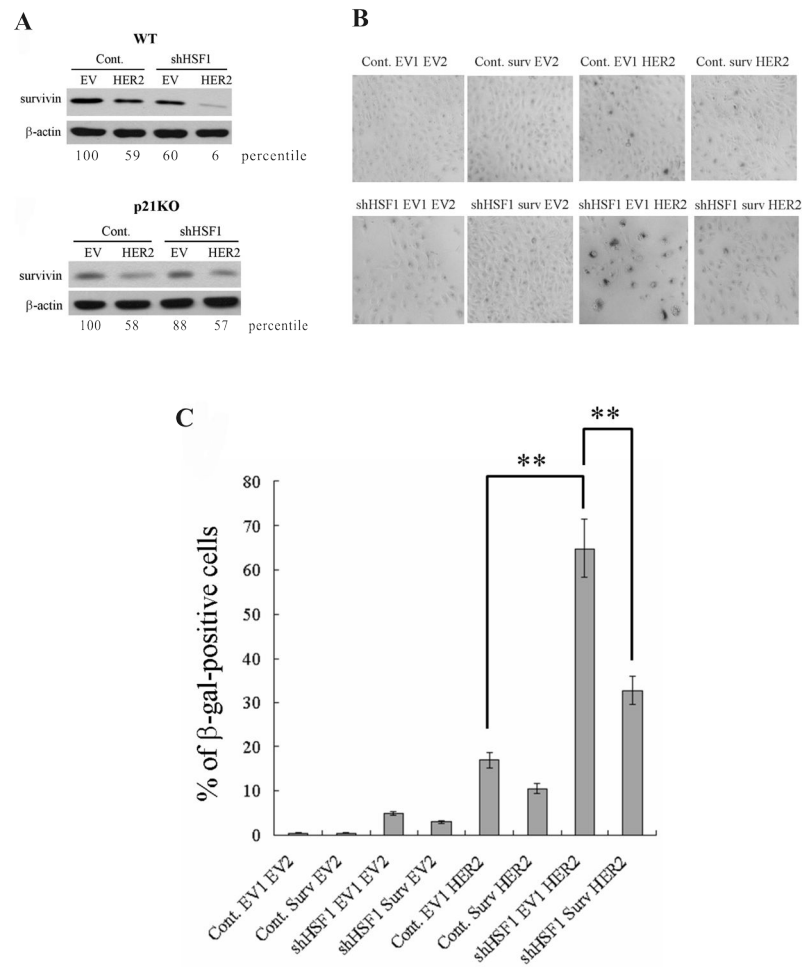 A
WT
Cont. shHSF1
EV HER2 EV HER2
survivin
β-actin
100 59 60 6 percentile
p21KO
Cont. shHSF1
EV HER2 EV HER2
survivin
β-actin
100 58 88 57 percentile
B
Cont. EV1 EV2 Cont. surv EV2 Cont. EV1 HER2 Cont. surv HER2
shHSF1 EV1 EV2 shHSF1 surv EV2 shHSF1 EV1 HER2 shHSF1 surv HER2
C
**
**
% of β-gal-positive cells
80
70
60
50
40
30
20
10
0
Cont. EV1 EV2
Cont. Surv EV2
shHSF1 EV1 EV2
shHSF1 Surv EV2
Cont. EV1 HER2
Cont. Surv HER2
shHSF1 EV1 HER2
shHSF1 Surv HER2